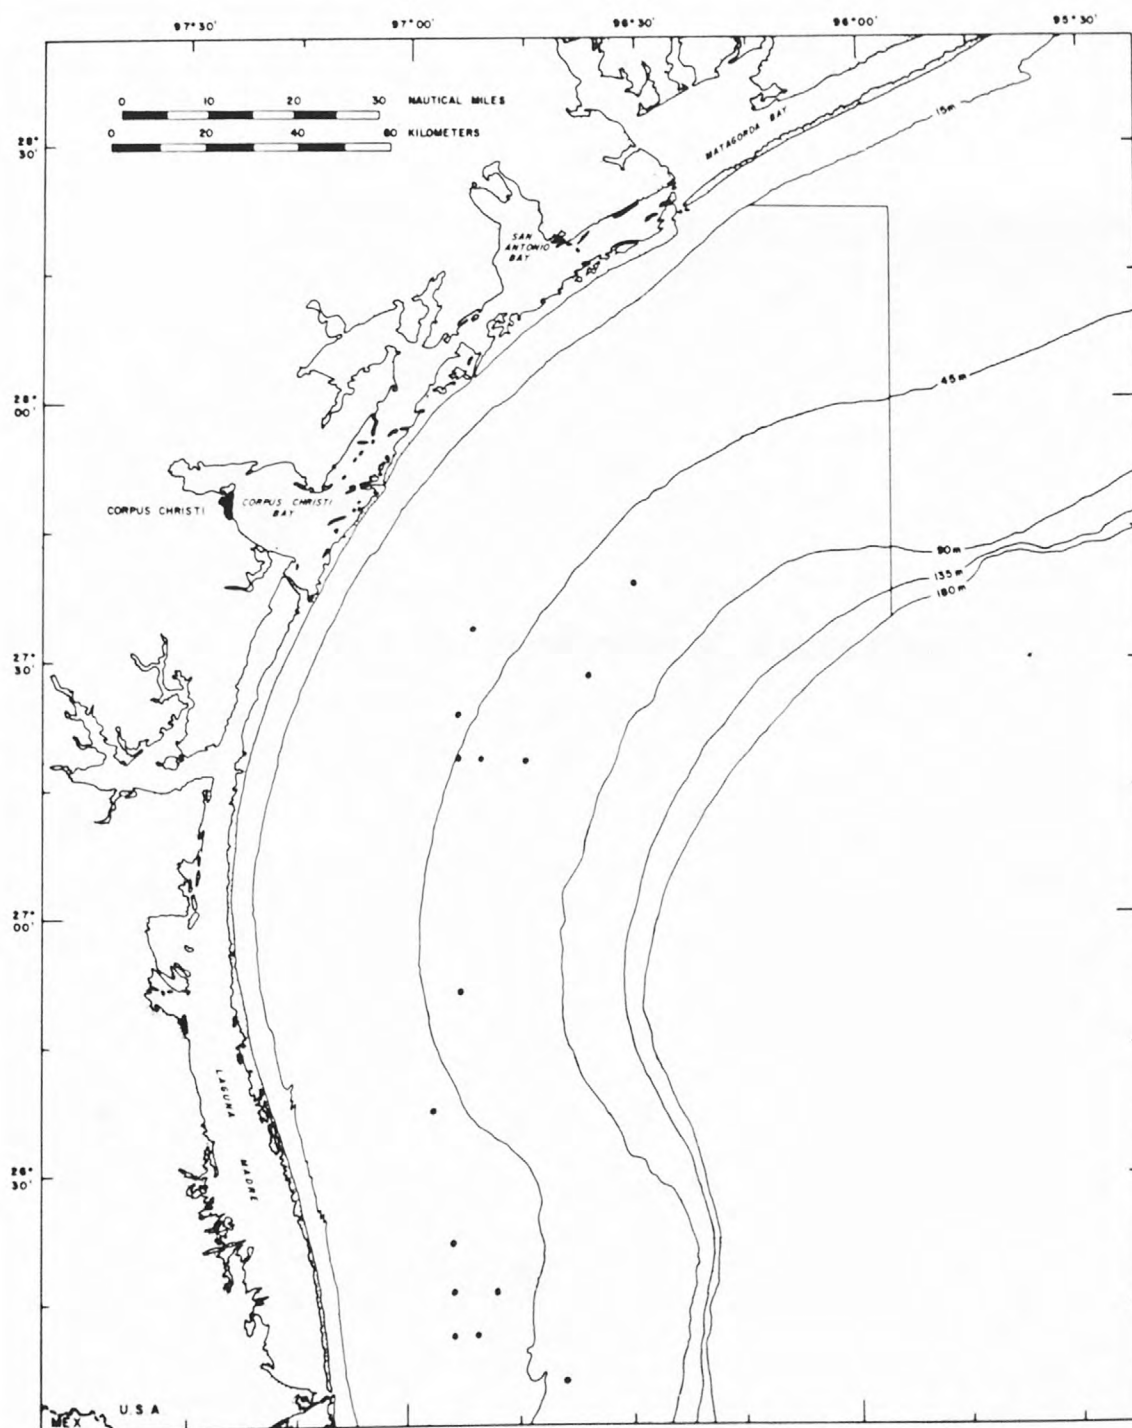 97°30' 97°00' 96°30' 96°00' 95°30'
0 10 20 30 NAUTICAL MILES
0 20 40 60 KILOMETERS
28°
30'
MATAGORDA BAY
15m
SAN
ANTONIO
BAY
45m
28°
00'
CORPUS CHRISTI
CORPUS CHRISTI
BAY
90m
135m
180m
27°
30'
27°
00'
LAGUNA
MADRE
26°
30'
U.S.A
MEX